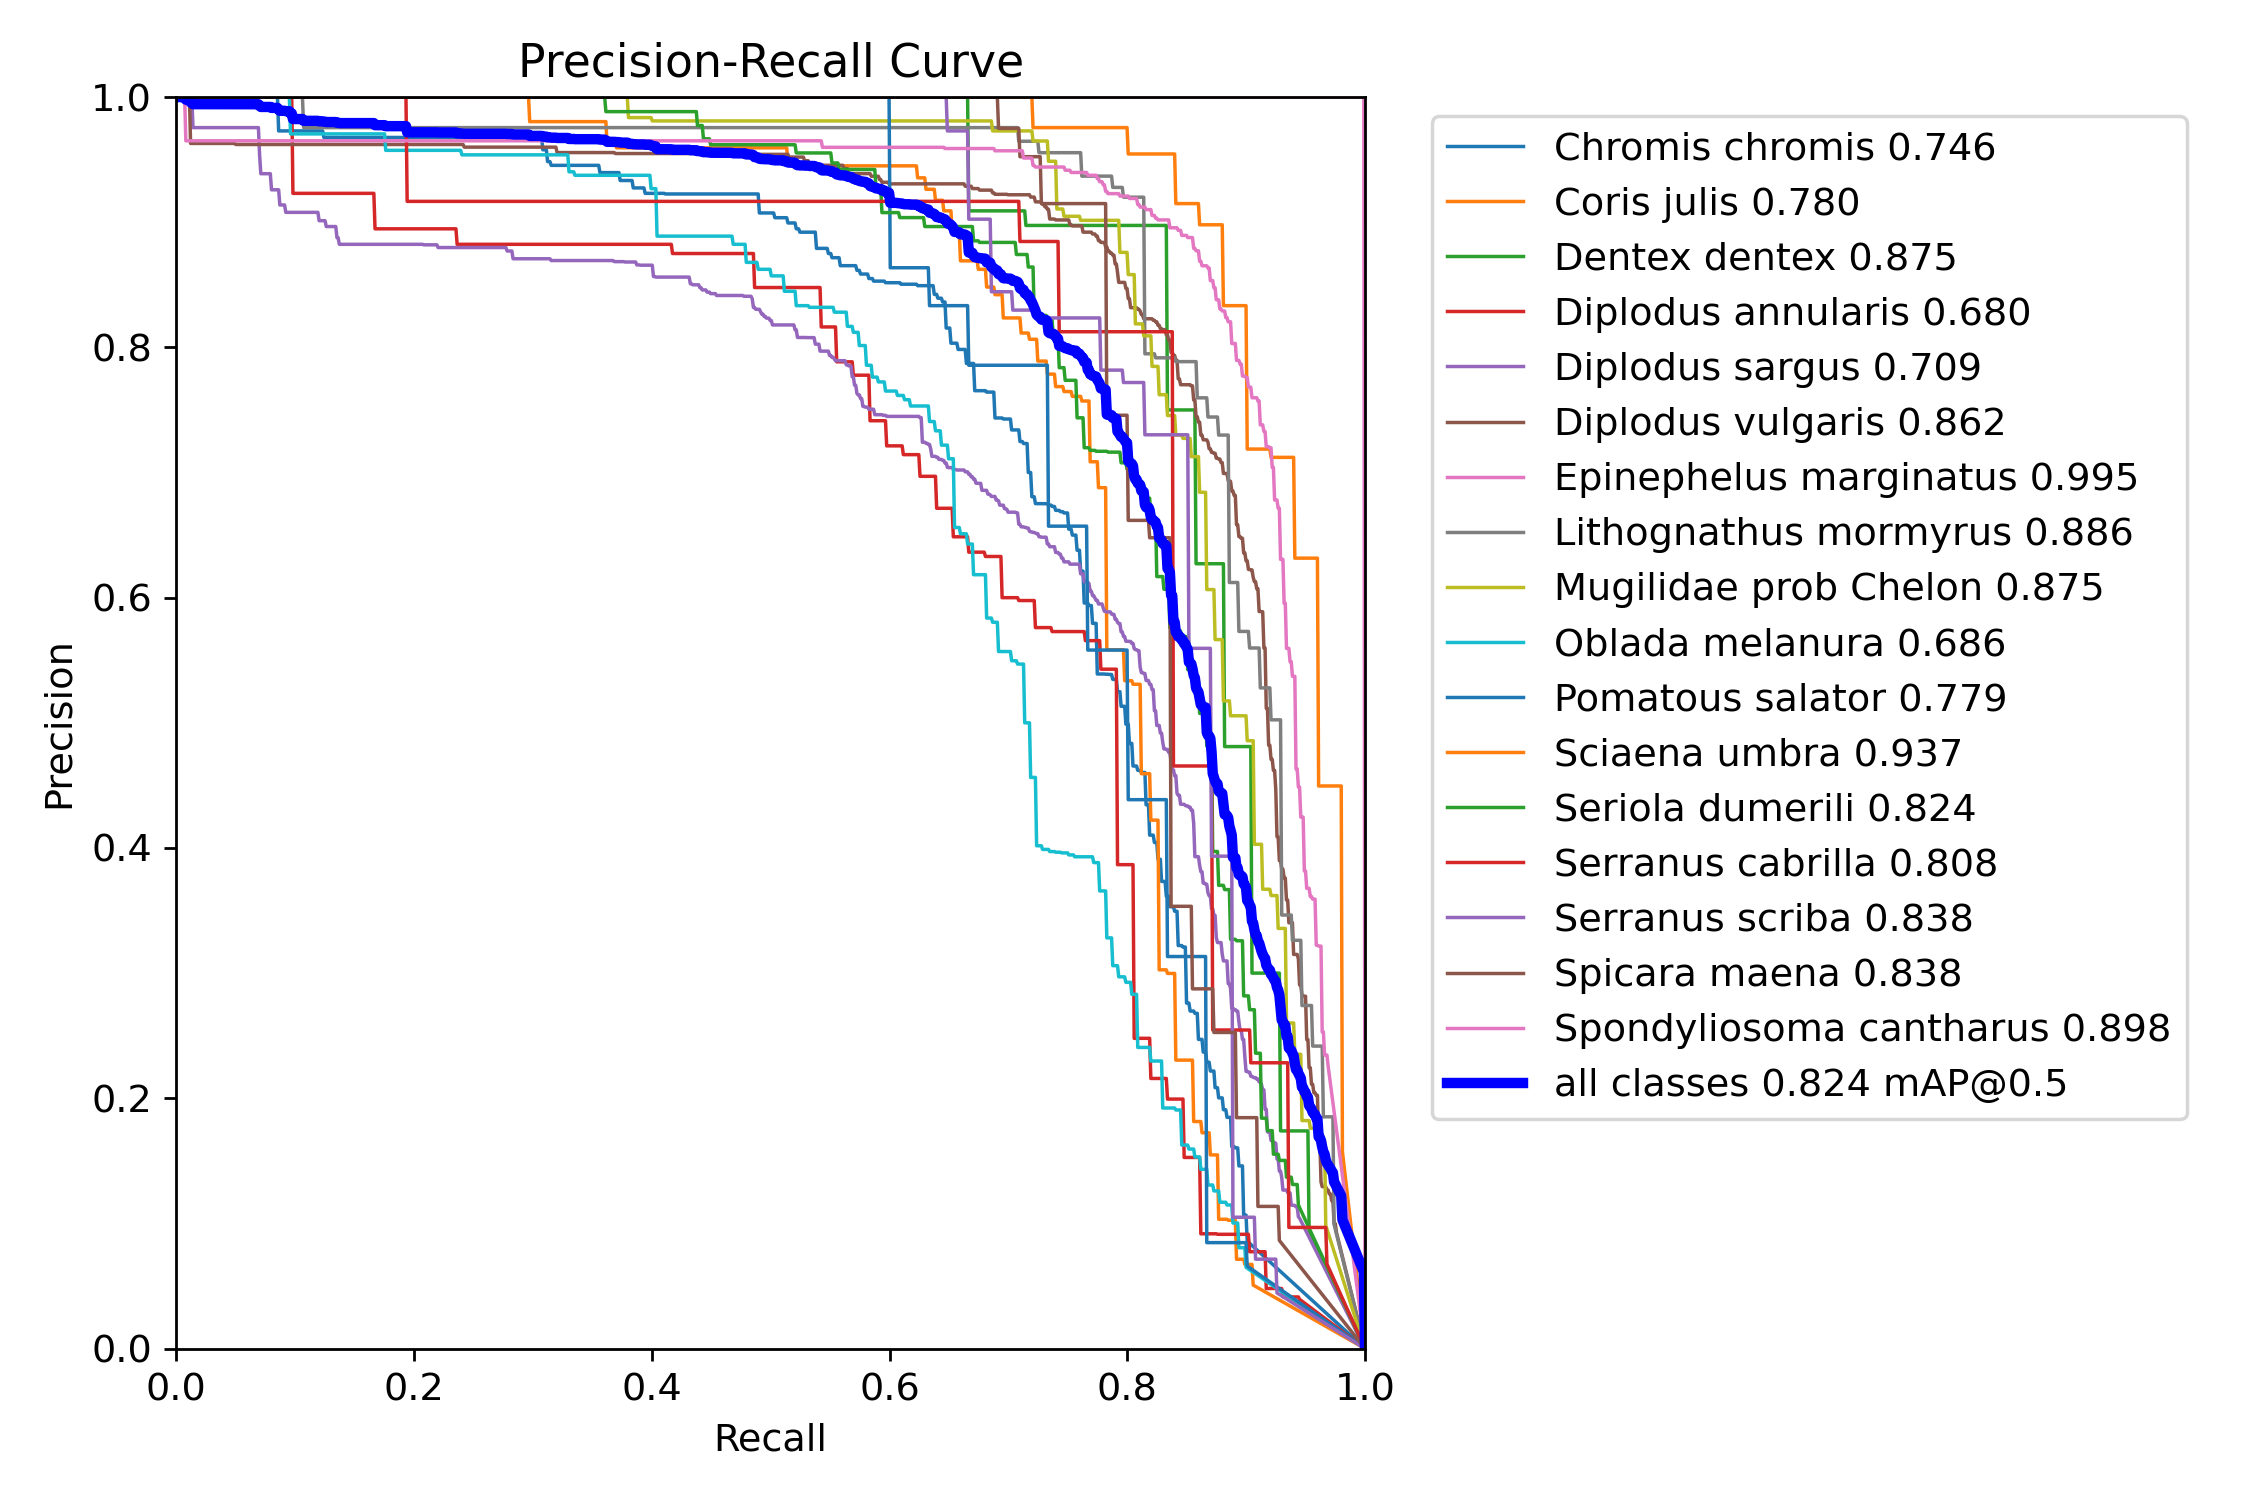 Precision-Recall Curve
1.0
0.8
0.6
0.4
0.2
0.0
Precision
0.0 0.2 0.4 0.6 0.8 1.0
Recall
Chromis chromis 0.746
Coris julis 0.780
Dentex dentex 0.875
Diplodus annularis 0.680
Diplodus sargus 0.709
Diplodus vulgaris 0.862
Epinephelus marginatus 0.995
Lithognathus mormyrus 0.886
Mugilidae prob Chelon 0.875
Oblada melanura 0.686
Pomatous salator 0.779
Sciaena umbra 0.937
Seriola dumerili 0.824
Serranus cabrilla 0.808
Serranus scriba 0.838
Spicara maena 0.838
Spondyliosoma cantharus 0.898
all classes 0.824 mAP@0.5